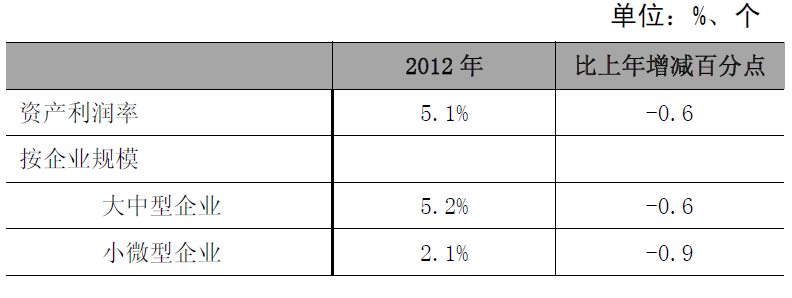 单位：%、个
2012 年 比上年增减百分点
资产利润率 5.1% -0.6
按企业规模
大中型企业 5.2% -0.6
小微型企业 2.1% -0.9